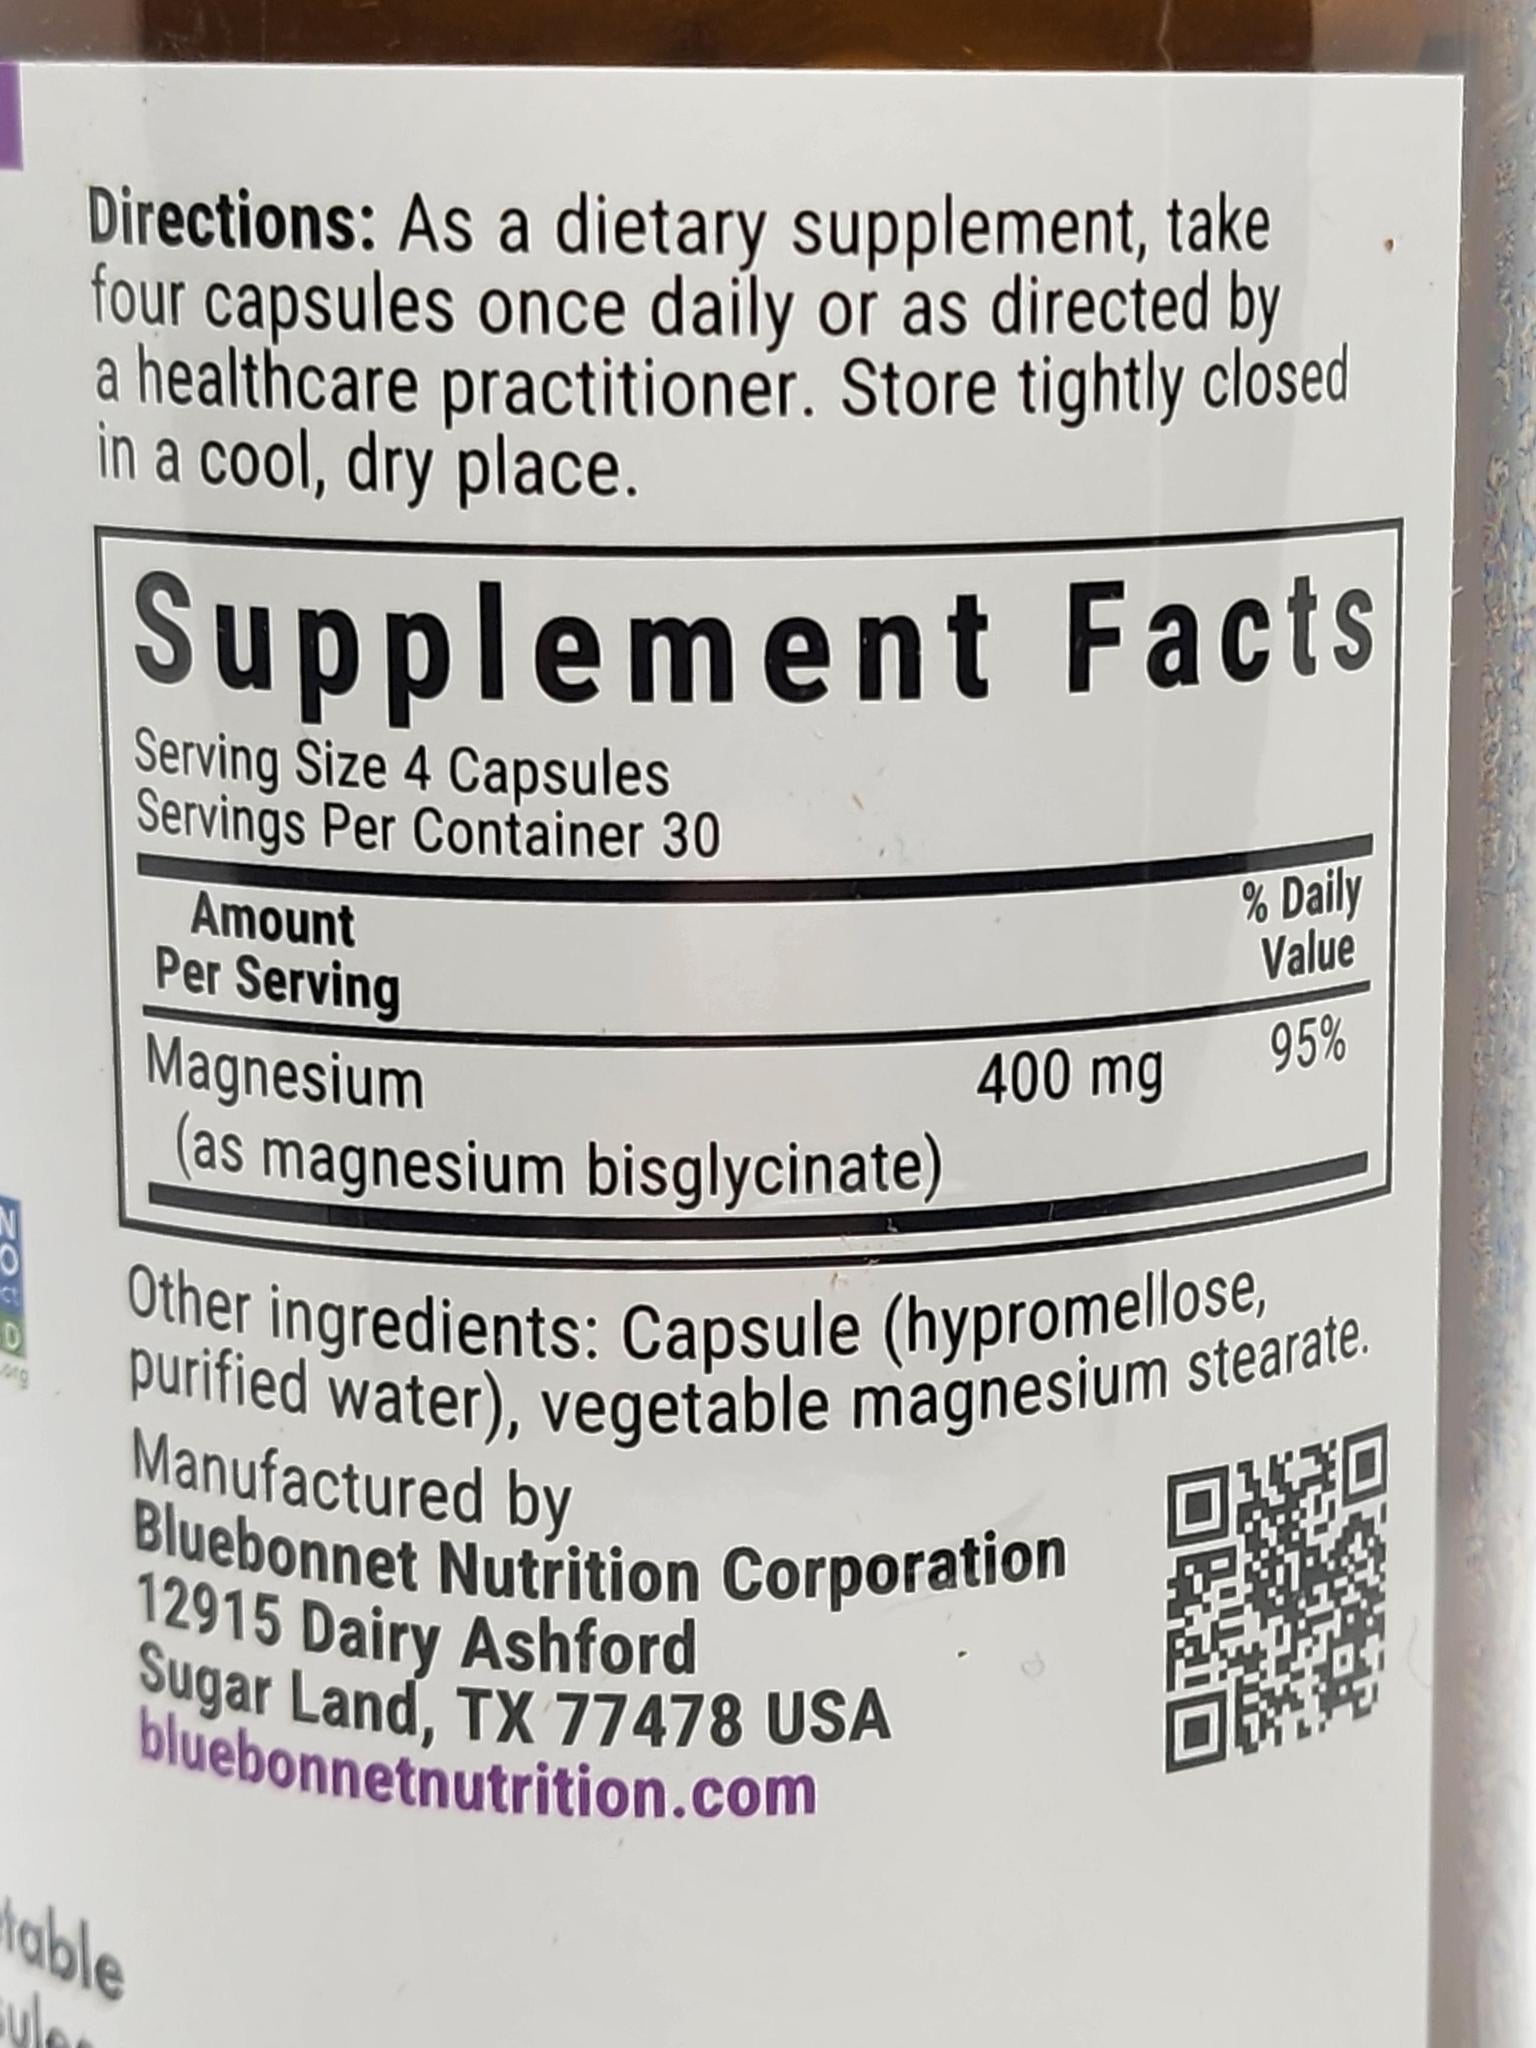 Directions: As a dietary supplement, take
four capsules once daily or as directed by
a healthcare practitioner. Store tightly closed
in a cool, dry place.
Supplement Facts
Serving Size 4 Capsules
Servings Per Container 30
Amount
Per Serving
% Daily
Value
Magnesium 400 mg 95%
(as magnesium bisglycinate)
Other ingredients: Capsule (hypromellose,
purified water), vegetable magnesium stearate.
Manufactured by
Bluebonnet Nutrition Corporation
12915 Dairy Ashford
Sugar Land, TX 77478 USA
bluebonnetnutrition.com